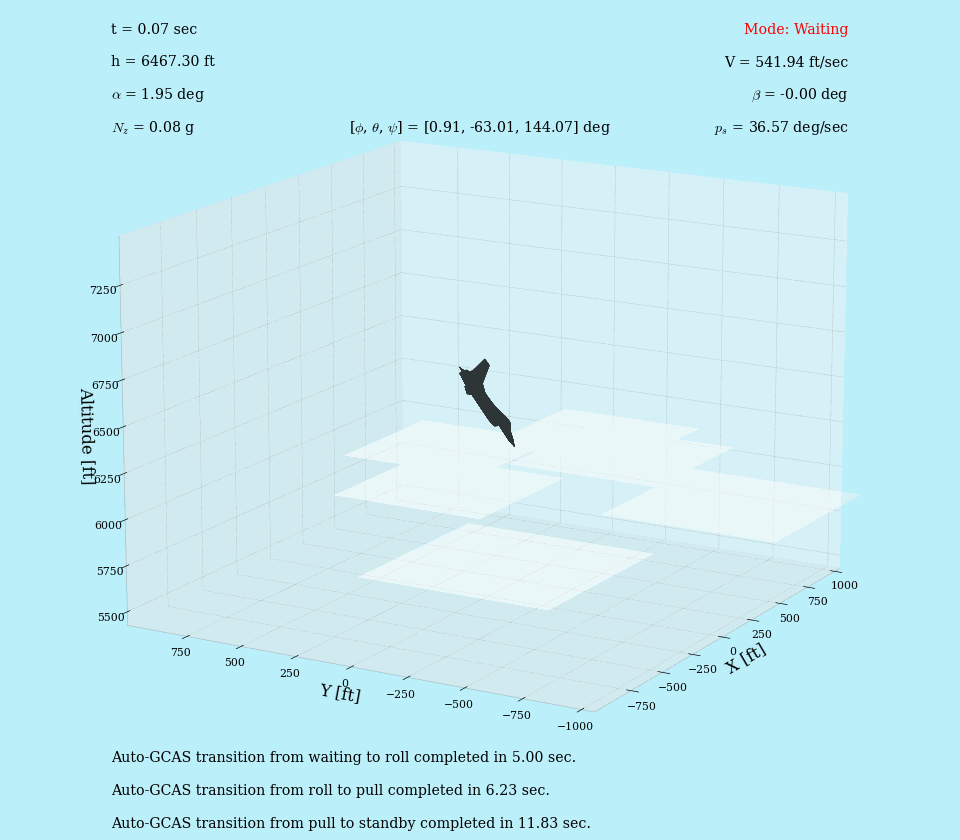 t = 0.07 sec
Mode: Waiting
h = 6467.30 ft
V = 541.94 ft/sec
α = 1.95 deg
β = -0.00 deg
N_z = 0.08 g
[ϕ, θ, ψ] = [0.91, -63.01, 144.07] deg
p_s = 36.57 deg/sec
7250
7000
6750
6500
6250
6000
5750
5500
Altitude [ft]
750
500
250
0
−250
−500
−750
−1000
Y [ft]
1000
750
500
250
0
−250
−500
−750
X [ft]
Auto-GCAS transition from waiting to roll completed in 5.00 sec.
Auto-GCAS transition from roll to pull completed in 6.23 sec.
Auto-GCAS transition from pull to standby completed in 11.83 sec.